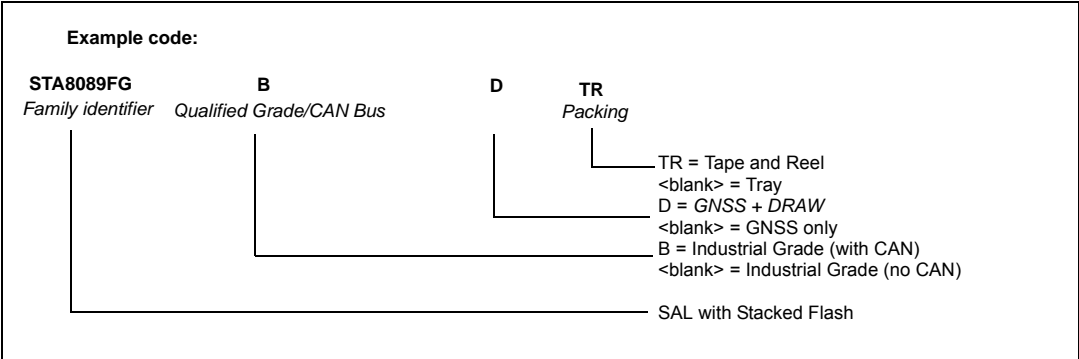 Example code:
STA8089FG B D TR
Family identifier Qualified Grade/CAN Bus Packing
TR = Tape and Reel
<blank> = Tray
D = GNSS + DRAW
<blank> = GNSS only
B = Industrial Grade (with CAN)
<blank> = Industrial Grade (no CAN)
SAL with Stacked Flash